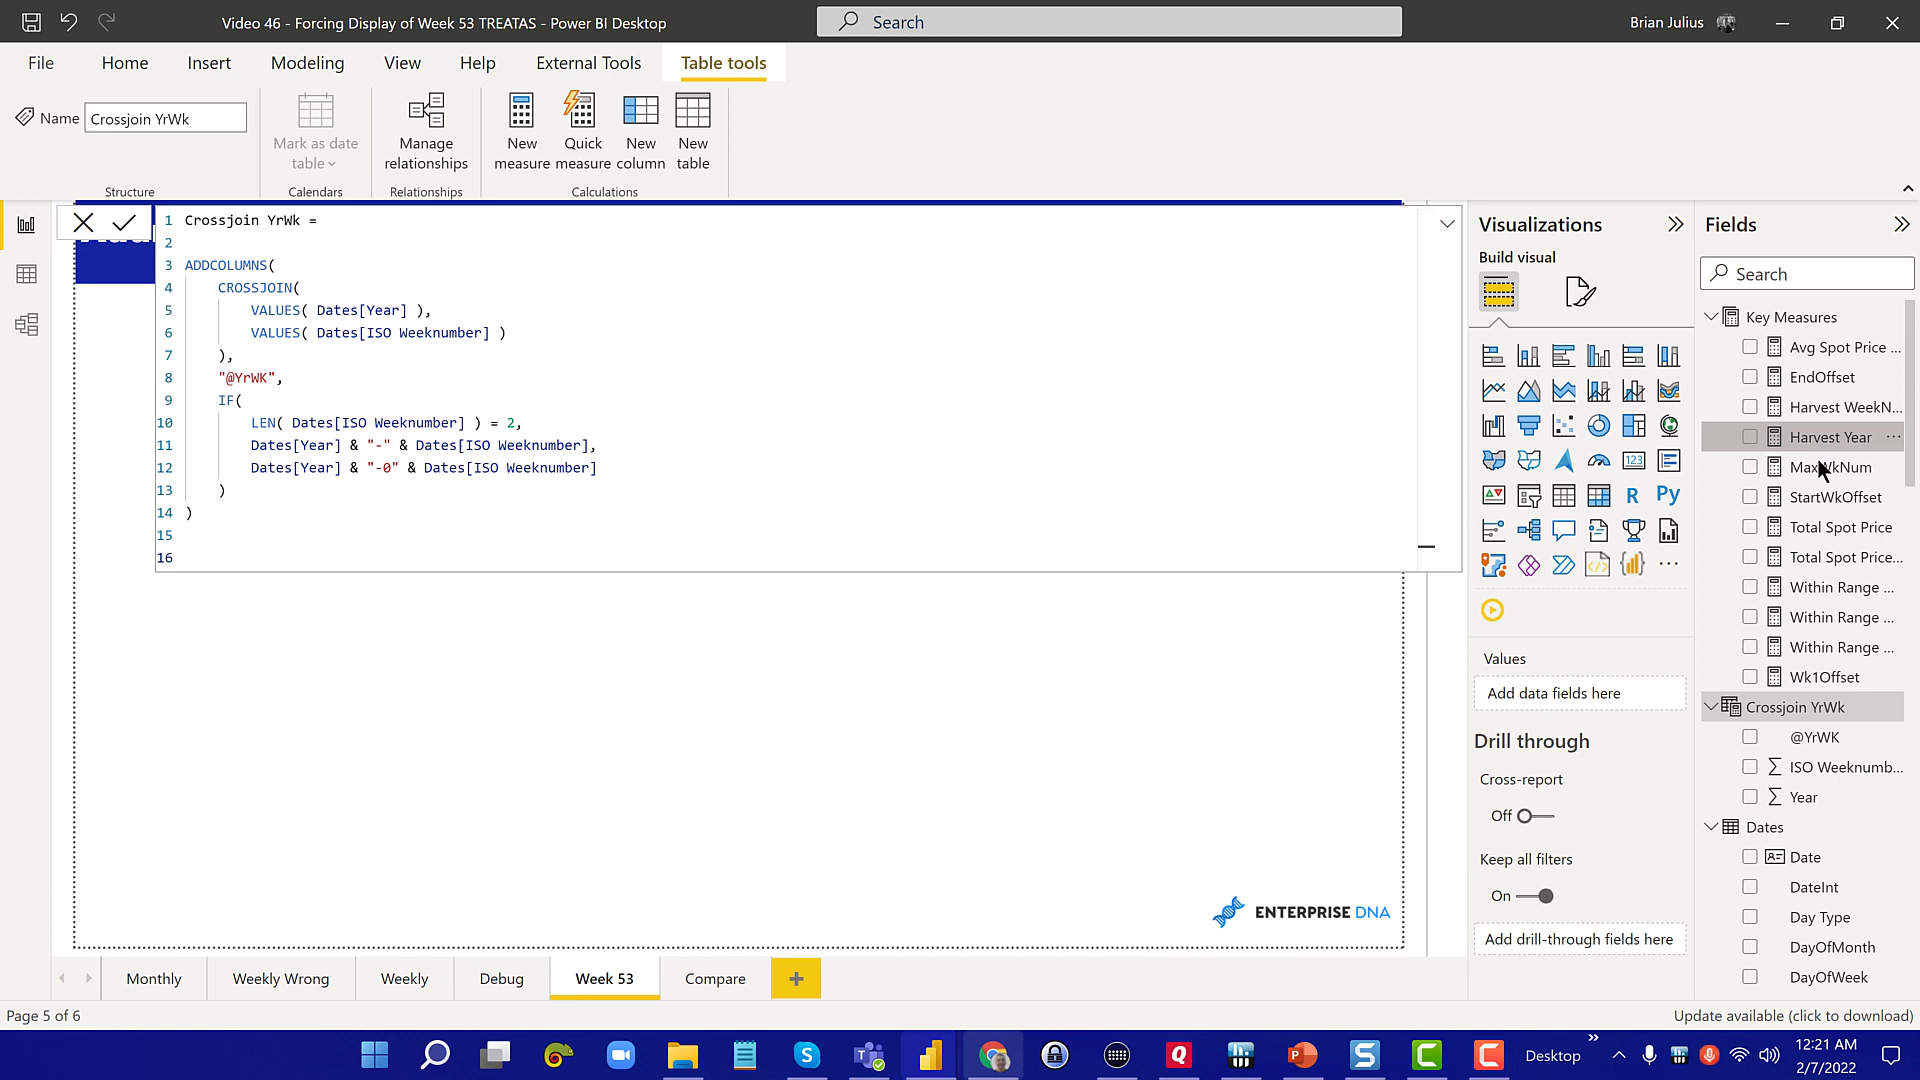 Video 46 - Forcing Display of Week 53 TREATAS - Power BI Desktop
Search
Brian Julius
File
Home
Insert
Modeling
View
Help
External Tools
Table tools
Name
Crossjoin YrWk
Mark as date
table
Manage
relationships
New
measure
Quick
measure
New
column
New
table
Structure
Calendars
Relationships
Calculations
1 Crossjoin YrWk =
2
3 ADDCOLUMNS(
4 CROSSJOIN(
5 VALUES( Dates[Year] ),
6 VALUES( Dates[ISO Weeknumber] )
7 ),
8 "@YrWK",
9 IF(
10 LEN( Dates[ISO Weeknumber] ) = 2,
11 Dates[Year] & "-" & Dates[ISO Weeknumber],
12 Dates[Year] & "-0" & Dates[ISO Weeknumber]
13 )
14 )
15
16
ENTERPRISE DNA
Visualizations
Build visual
123
R
Py
...
Values
Add data fields here
Drill through
Cross-report
Off
Keep all filters
On
Add drill-through fields here
Fields
Search
Key Measures
Avg Spot Price ...
EndOffset
Harvest WeekN...
Harvest Year ...
MaxWkNum
StartWkOffset
Total Spot Price
Total Spot Price...
Within Range ...
Within Range ...
Within Range ...
Wk1Offset
Crossjoin YrWk
@YrWK
ISO Weeknumb...
Year
Dates
Date
DateInt
Day Type
DayOfMonth
DayOfWeek
Monthly
Weekly Wrong
Weekly
Debug
Week 53
Compare
+
Page 5 of 6
Update available (click to download)
Desktop
12:21 AM
2/7/2022